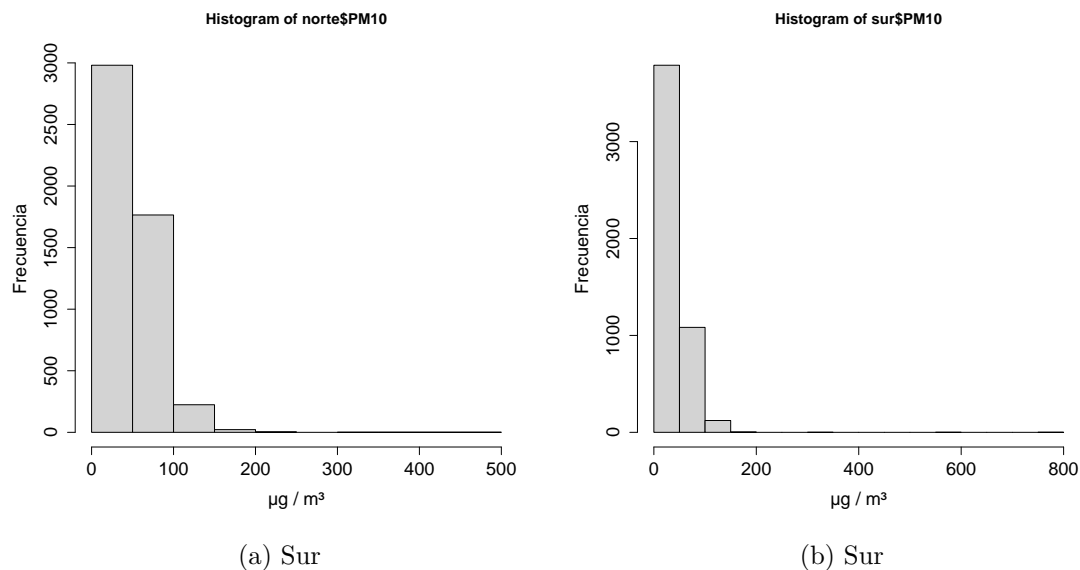 Histogram of norte$PM10
Frecuencia
3000
2500
2000
1500
1000
500
0
0 100 200 300 400 500
µg / m³
(a) Sur
Histogram of sur$PM10
Frecuencia
3000
2000
1000
0
0 200 400 600 800
µg / m³
(b) Sur